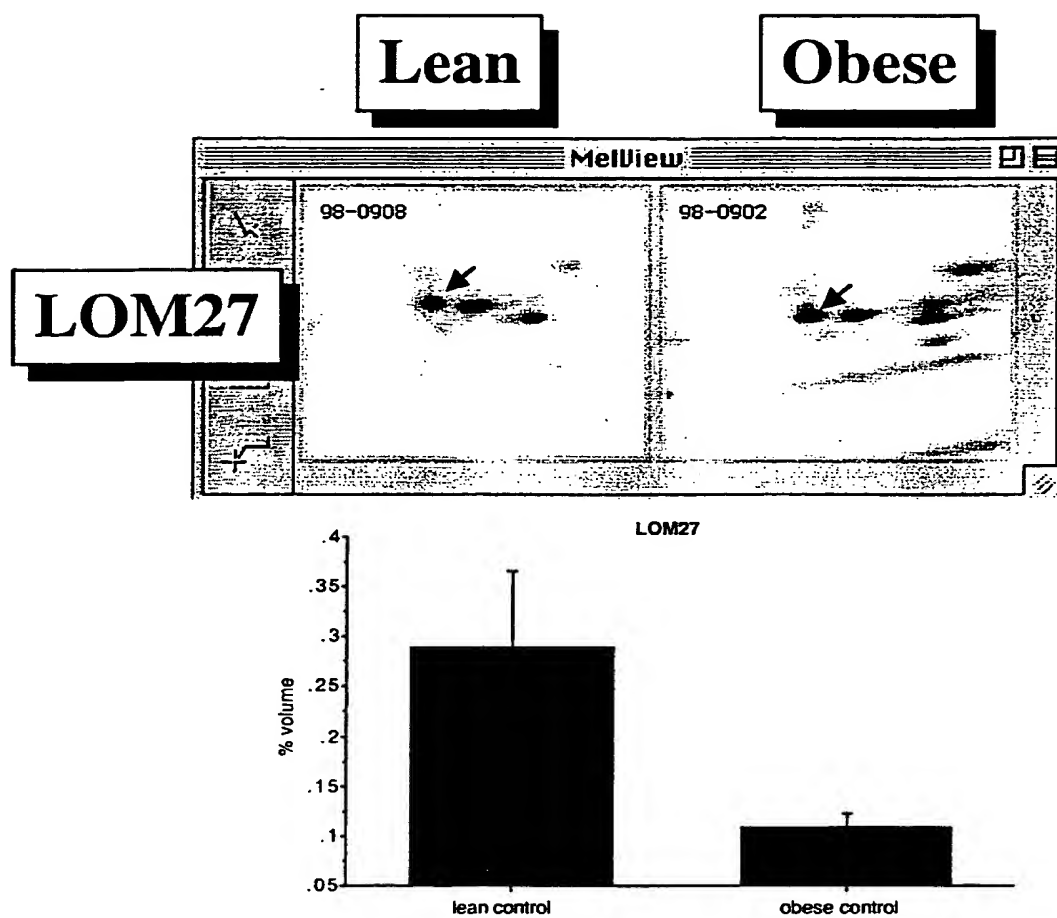 Lean Obese
MelView
98-0908 98-0902
LOM27
LOM27
.4
.35
.3
.25
.2
.15
.1
.05
% volume
lean control obese control